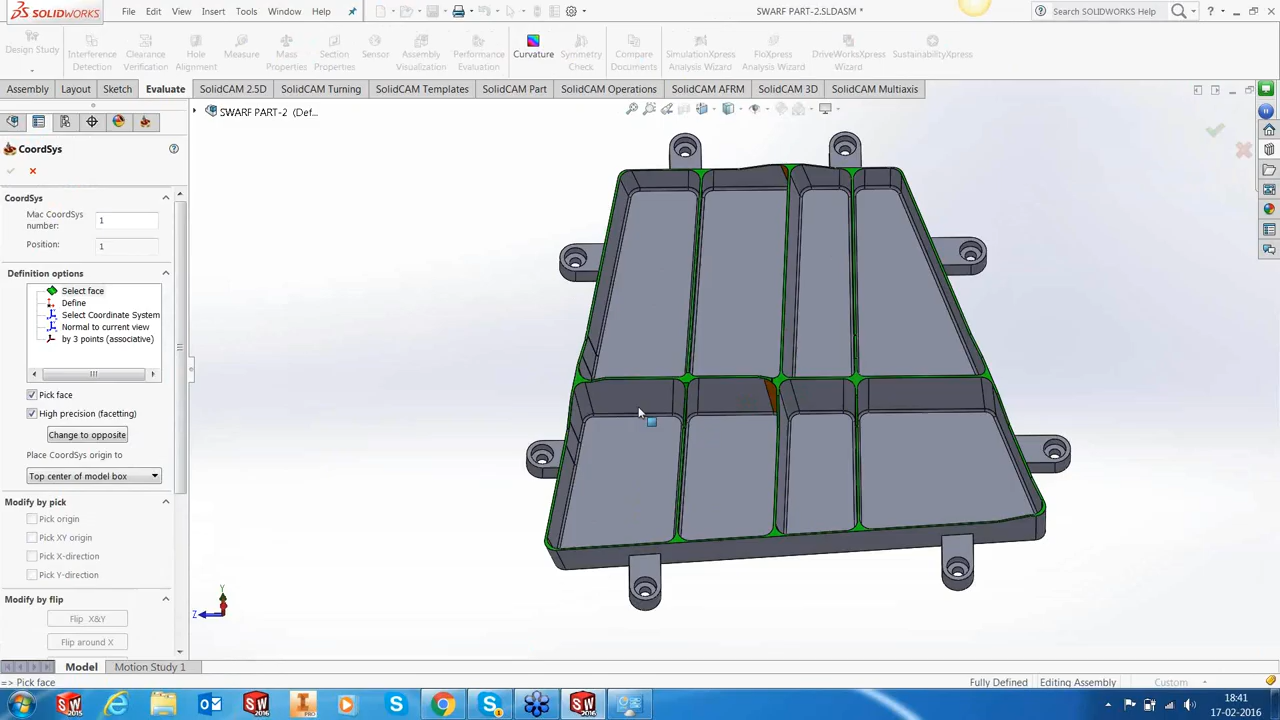 SOLIDWORKS File Edit View Insert Tools Window Help SWARF PART-2.SLDASM * Search SOLIDWORKS Help
Design Study Interference Detection Clearance Verification Hole Alignment Measure Mass Properties Section Properties Sensor Assembly Visualization Performance Evaluation Curvature Symmetry Check Compare Documents SimulationXpress Analysis Wizard FloXpress Analysis Wizard DriveWorksXpress Wizard SustainabilityXpress
Assembly Layout Sketch Evaluate SolidCAM 2.5D SolidCAM Turning SolidCAM Templates SolidCAM Part SolidCAM Operations SolidCAM AFRM SolidCAM 3D SolidCAM Multiaxis
SWARF PART-2 (Def...
CoordSys
CoordSys
Mac CoordSys number: 1
Position: 1
Definition options
Select face
Define
Select Coordinate System
Normal to current view
by 3 points (associative)
Pick face
High precision (facetting)
Change to opposite
Place CoordSys origin to
Top center of model box
Modify by pick
Pick origin
Pick XY origin
Pick X-direction
Pick Y-direction
Modify by flip
Flip X&Y
Flip around X
Y
Z
Model Motion Study 1
=> Pick face Fully Defined Editing Assembly Custom
18:41
17-02-2016